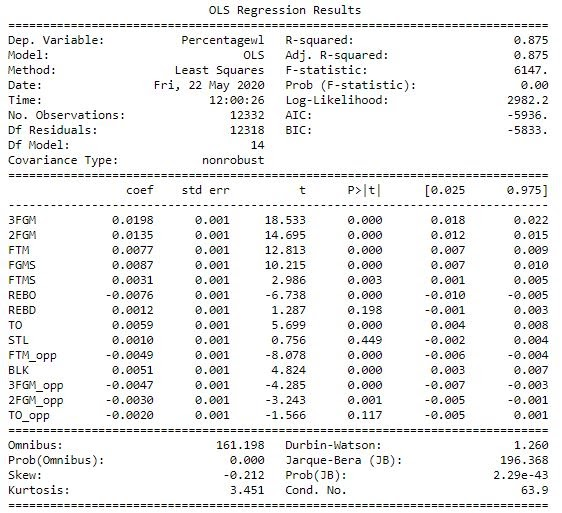 OLS Regression Results
==============================================================================
Dep. Variable: Percentagewl R-squared: 0.875
Model: OLS Adj. R-squared: 0.875
Method: Least Squares F-statistic: 6147.
Date: Fri, 22 May 2020 Prob (F-statistic): 0.00
Time: 12:00:26 Log-Likelihood: 2982.2
No. Observations: 12332 AIC: -5936.
Df Residuals: 12318 BIC: -5833.
Df Model: 14
Covariance Type: nonrobust
==============================================================================
coef std err t P>|t| [0.025 0.975]
------------------------------------------------------------------------------
3FGM 0.0198 0.001 18.533 0.000 0.018 0.022
2FGM 0.0135 0.001 14.695 0.000 0.012 0.015
FTM 0.0077 0.001 12.813 0.000 0.007 0.009
FGMS 0.0087 0.001 10.215 0.000 0.007 0.010
FTMS 0.0031 0.001 2.986 0.003 0.001 0.005
REBO -0.0076 0.001 -6.738 0.000 -0.010 -0.005
REBD 0.0012 0.001 1.287 0.198 -0.001 0.003
TO 0.0059 0.001 5.699 0.000 0.004 0.008
STL 0.0010 0.001 0.756 0.449 -0.002 0.004
FTM_opp -0.0049 0.001 -8.078 0.000 -0.006 -0.004
BLK 0.0051 0.001 4.824 0.000 0.003 0.007
3FGM_opp -0.0047 0.001 -4.285 0.000 -0.007 -0.003
2FGM_opp -0.0030 0.001 -3.243 0.001 -0.005 -0.001
TO_opp -0.0020 0.001 -1.566 0.117 -0.005 0.001
==============================================================================
Omnibus: 161.198 Durbin-Watson: 1.260
Prob(Omnibus): 0.000 Jarque-Bera (JB): 196.368
Skew: -0.212 Prob(JB): 2.29e-43
Kurtosis: 3.451 Cond. No. 63.9
==============================================================================